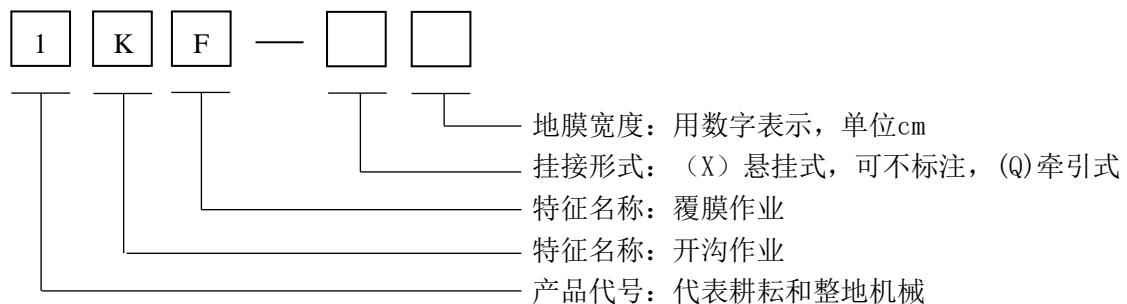 1 K F —
地膜宽度：用数字表示，单位cm
挂接形式：（X）悬挂式，可不标注，(Q)牵引式
特征名称：覆膜作业
特征名称：开沟作业
产品代号：代表耕耘和整地机械